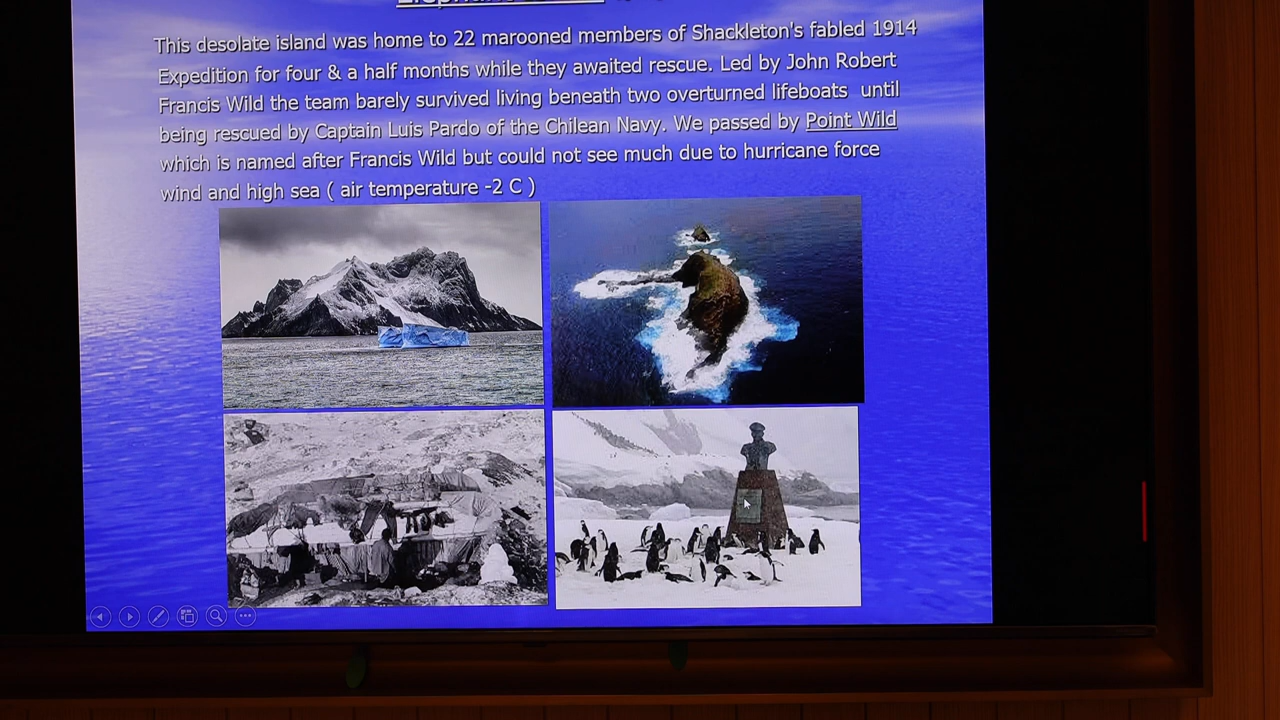 This desolate island was home to 22 marooned members of Shackleton's fabled 1914
Expedition for four & a half months while they awaited rescue. Led by John Robert
Francis Wild the team barely survived living beneath two overturned lifeboats until
being rescued by Captain Luis Pardo of the Chilean Navy. We passed by Point Wild
which is named after Francis Wild but could not see much due to hurricane force
wind and high sea ( air temperature -2 C )